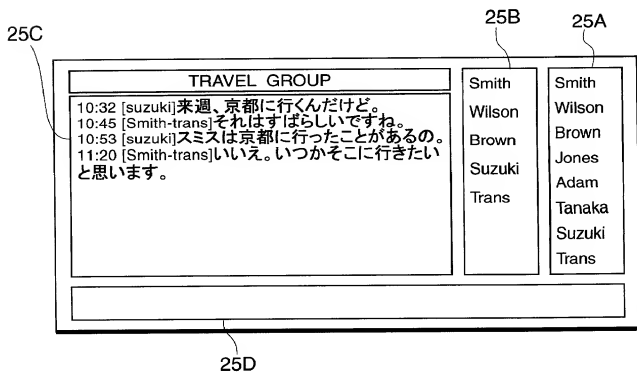 25C
25B
25A
TRAVEL GROUP
10:32 [suzuki]来週、京都に行くんだけど。
10:45 [Smith-trans]それはすばらしいですね。
10:53 [suzuki]スミスは京都に行ったことがあるの。
11:20 [Smith-trans]いいえ。いつかそこに行きたい
と思います。
Smith
Wilson
Brown
Suzuki
Trans
Smith
Wilson
Brown
Jones
Adam
Tanaka
Suzuki
Trans
25D